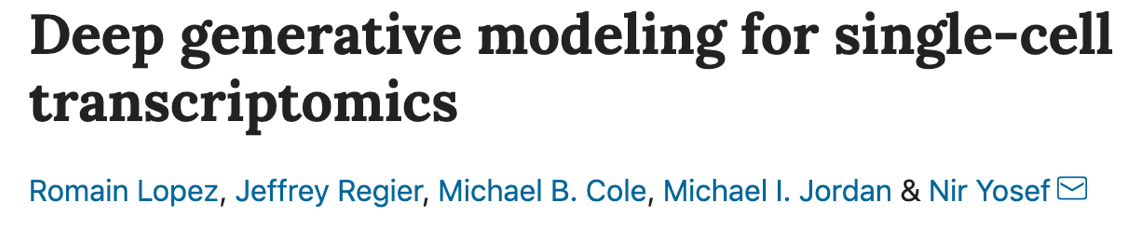 Deep generative modeling for single-cell
transcriptomics
Romain Lopez, Jeffrey Regier, Michael B. Cole, Michael I. Jordan & Nir Yosef